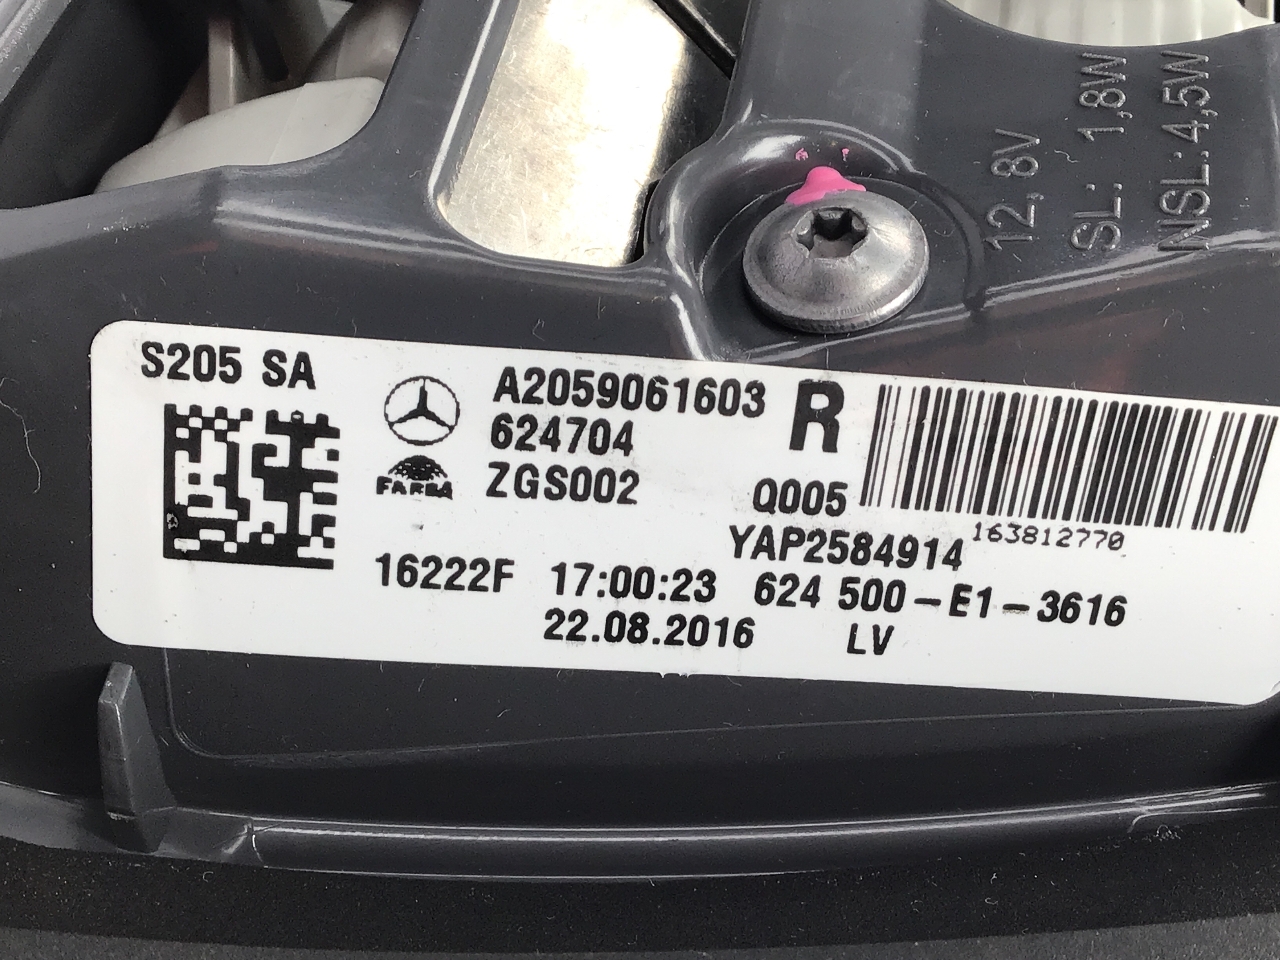 12,8V
SL: 1,8W
NSL: 4,5W
S205 SA
A2059061603 R
624704
FARBA ZGS002
Q005
163812770
YAP2584914
16222F 17:00:23 624 500-E1-3616
22.08.2016 LV